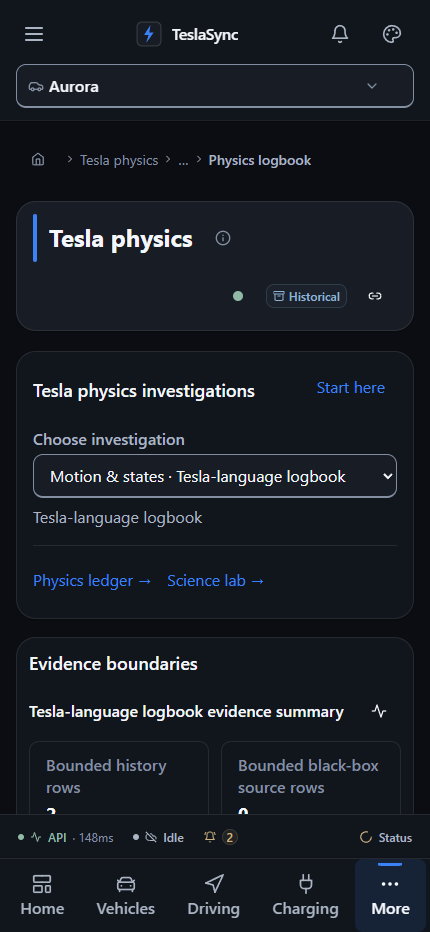 TeslaSync
Aurora
Tesla physics
...
Physics logbook
Tesla physics
Historical
Tesla physics investigations
Start here
Choose investigation
Motion & states · Tesla-language logbook
Tesla-language logbook
Physics ledger →
Science lab →
Evidence boundaries
Tesla-language logbook evidence summary
Bounded history
rows
Bounded black-box
source rows
API · 148ms
Idle
2
Status
Home
Vehicles
Driving
Charging
More